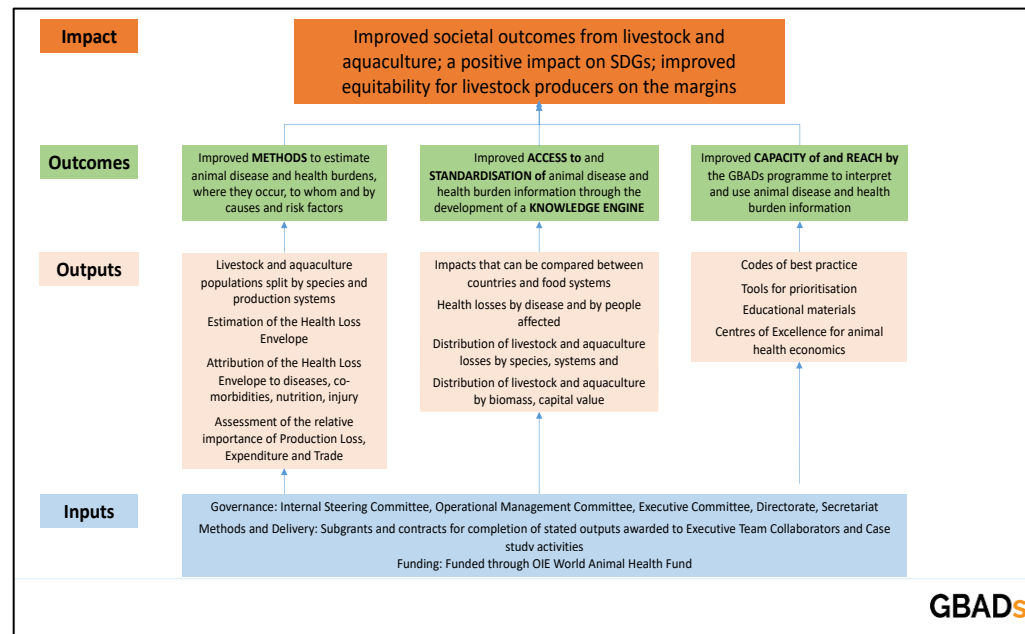 Impact
Improved societal outcomes from livestock and
aquaculture; a positive impact on SDGs; improved
equitability for livestock producers on the margins
Outcomes
Improved METHODS to estimate
animal disease and health burdens,
where they occur, to whom and by
causes and risk factors
Improved ACCESS to and
STANDARDISATION of animal disease and
health burden information through the
development of a KNOWLEDGE ENGINE
Improved CAPACITY of and REACH by
the GBADs programme to interpret
and use animal disease and health
burden information
Outputs
Livestock and aquaculture
populations split by species and
production systems
Estimation of the Health Loss
Envelope
Attribution of the Health Loss
Envelope to diseases, co-
morbidities, nutrition, injury
Assessment of the relative
importance of Production Loss,
Expenditure and Trade
Impacts that can be compared between
countries and food systems
Health losses by disease and by people
affected
Distribution of livestock and aquaculture
losses by species, systems and
Distribution of livestock and aquaculture
by biomass, capital value
Codes of best practice
Tools for prioritisation
Educational materials
Centres of Excellence for animal
health economics
Inputs
Governance: Internal Steering Committee, Operational Management Committee, Executive Committee, Directorate, Secretariat
Methods and Delivery: Subgrants and contracts for completion of stated outputs awarded to Executive Team Collaborators and Case
study activities
Funding: Funded through OIE World Animal Health Fund
GBADs